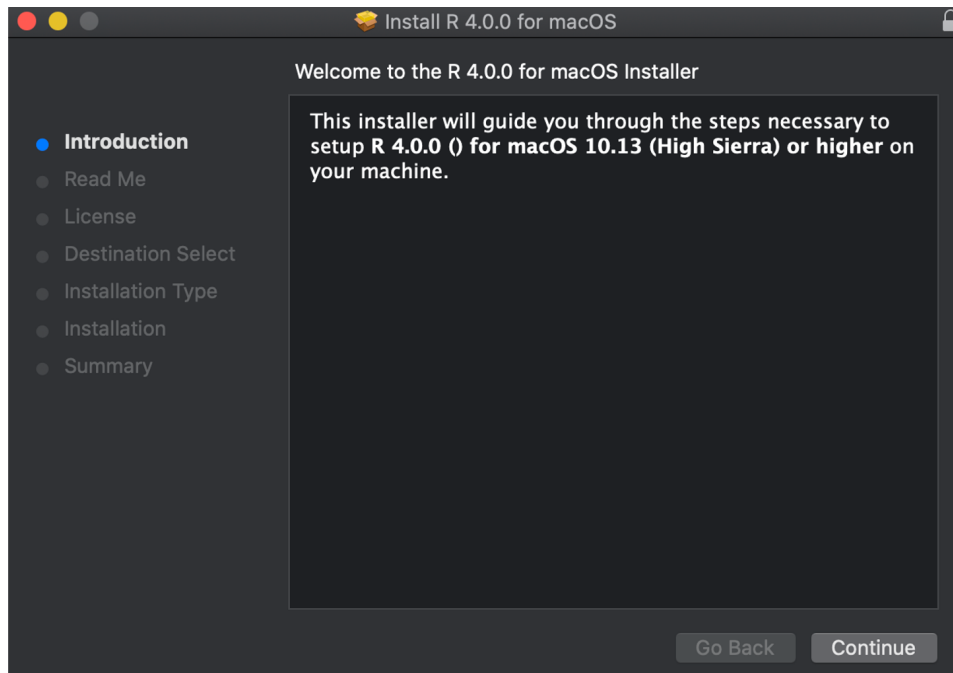 Install R 4.0.0 for macOS
Welcome to the R 4.0.0 for macOS Installer
Introduction
Read Me
License
Destination Select
Installation Type
Installation
Summary
This installer will guide you through the steps necessary to
setup R 4.0.0 () for macOS 10.13 (High Sierra) or higher on
your machine.
Go Back
Continue